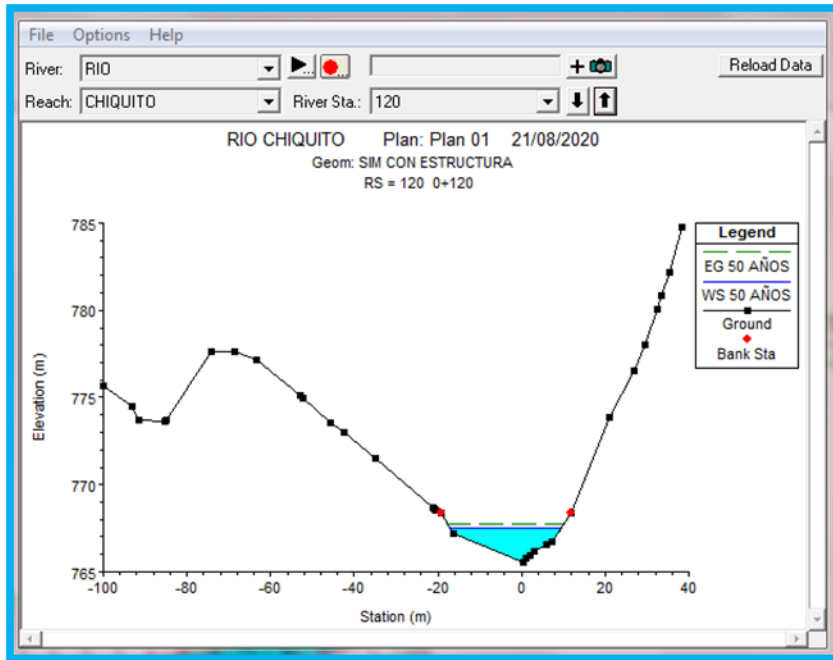 File Options Help
River: RIO Reload Data
Reach: CHIQUITO River Sta.: 120
RIO CHIQUITO Plan: Plan 01 21/08/2020
Geom: SIM CON ESTRUCTURA
RS = 120 0+120
785
780
775
770
765
Elevation (m)
-100 -80 -60 -40 -20 0 20 40
Station (m)
Legend
EG 50 AÑOS
WS 50 AÑOS
Ground
Bank Sta